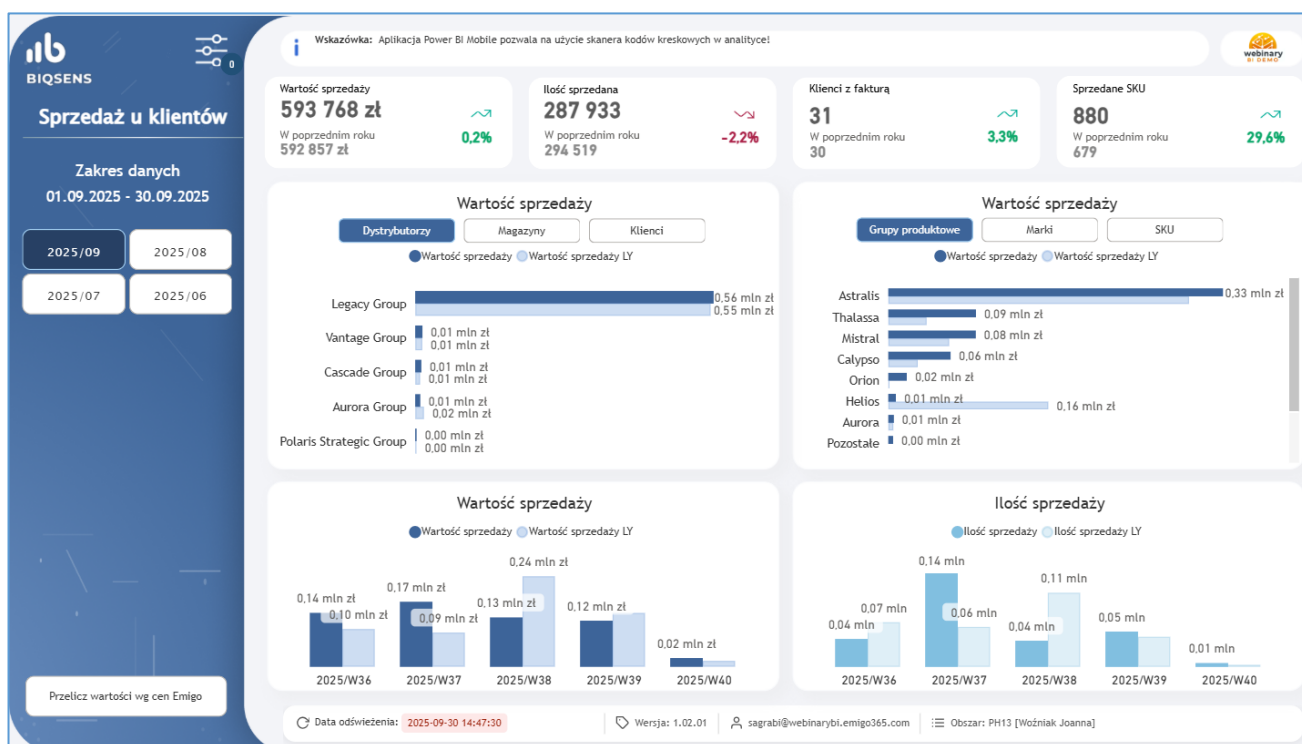 BIQSENS
0
Sprzedaż u klientów
Zakres danych
01.09.2025 - 30.09.2025
2025/09
2025/08
2025/07
2025/06
Przelicz wartości wg cen Emigo
Wskazówka: Aplikacja Power BI Mobile pozwala na użycie skanera kodów kreskowych w analityce!
webinary
BI DEMO
Wartość sprzedaży
593 768 zł
W poprzednim roku
592 857 zł
0,2%
Ilość sprzedana
287 933
W poprzednim roku
294 519
-2,2%
Klienci z fakturą
31
W poprzednim roku
30
3,3%
Sprzedane SKU
880
W poprzednim roku
679
29,6%
Wartość sprzedaży
Dystrybutorzy
Magazyny
Klienci
Wartość sprzedaży
Wartość sprzedaży LY
Legacy Group
0,56 mln zł
0,55 mln zł
Vantage Group
0,01 mln zł
0,01 mln zł
Cascade Group
0,01 mln zł
0,01 mln zł
Aurora Group
0,01 mln zł
0,02 mln zł
Polaris Strategic Group
0,00 mln zł
0,00 mln zł
Wartość sprzedaży
Grupy produktowe
Marki
SKU
Wartość sprzedaży
Wartość sprzedaży LY
Astralis
0,33 mln zł
Thalassa
0,09 mln zł
Mistral
0,08 mln zł
Calypso
0,06 mln zł
Orion
0,02 mln zł
Helios
0,01 mln zł
0,16 mln zł
Aurora
0,01 mln zł
Pozostałe
0,00 mln zł
Wartość sprzedaży
Wartość sprzedaży
Wartość sprzedaży LY
0,14 mln zł
0,10 mln zł
0,17 mln zł
0,09 mln zł
0,13 mln zł
0,24 mln zł
0,12 mln zł
0,02 mln zł
2025/W36
2025/W37
2025/W38
2025/W39
2025/W40
Ilość sprzedaży
Ilość sprzedaży
Ilość sprzedaży LY
0,04 mln
0,07 mln
0,14 mln
0,06 mln
0,04 mln
0,11 mln
0,05 mln
0,01 mln
2025/W36
2025/W37
2025/W38
2025/W39
2025/W40
Data odświeżenia: 2025-09-30 14:47:30
Wersja: 1.02.01
sagrabi@webinarybi.emigo365.com
Obszar: PH13 [Woźniak Joanna]